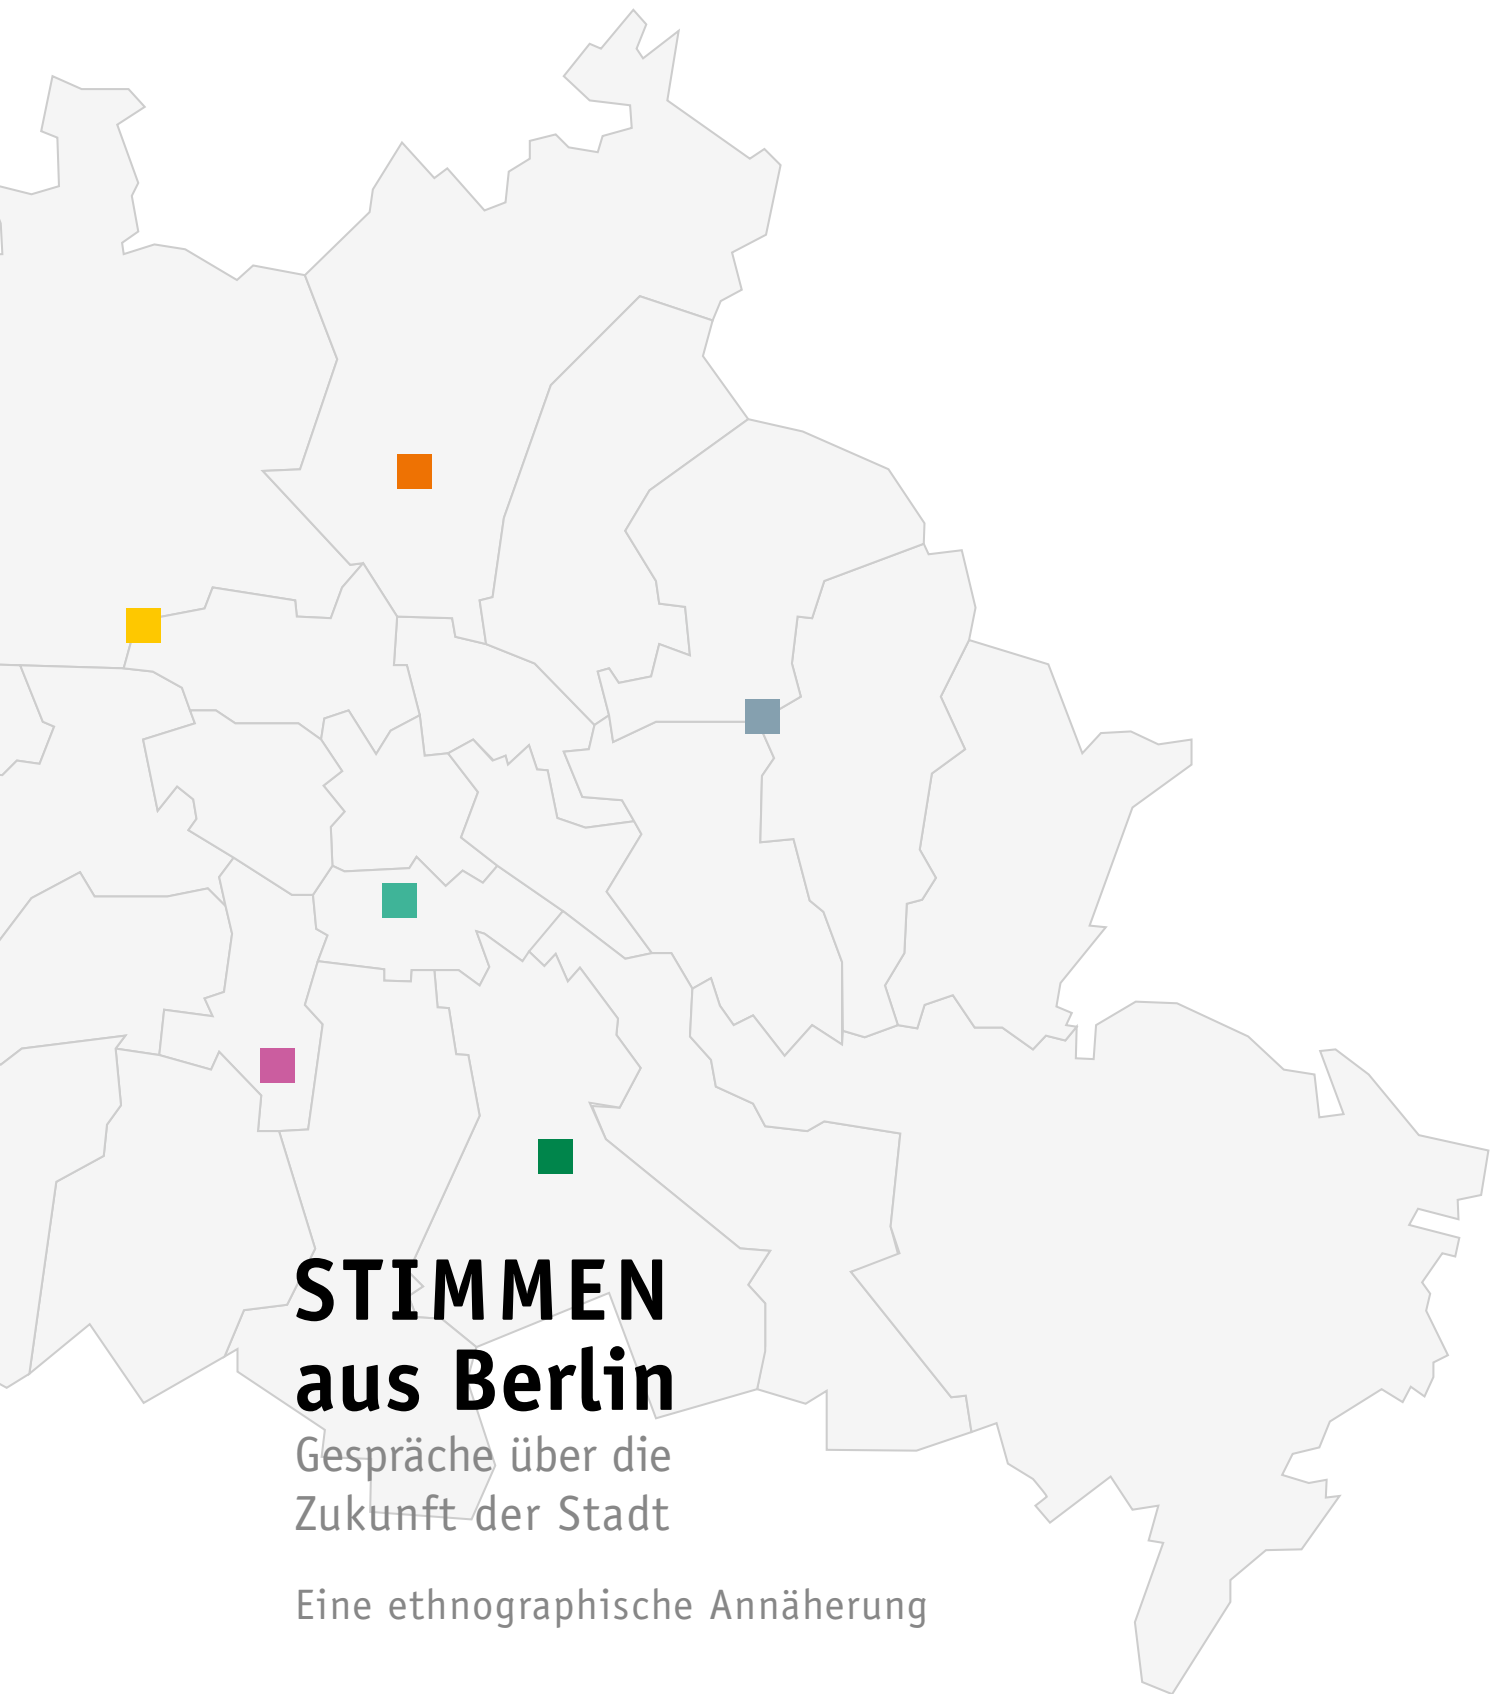 STIMMEN
aus Berlin
Gespräche über die
Zukunft der Stadt
Eine ethnographische Annäherung